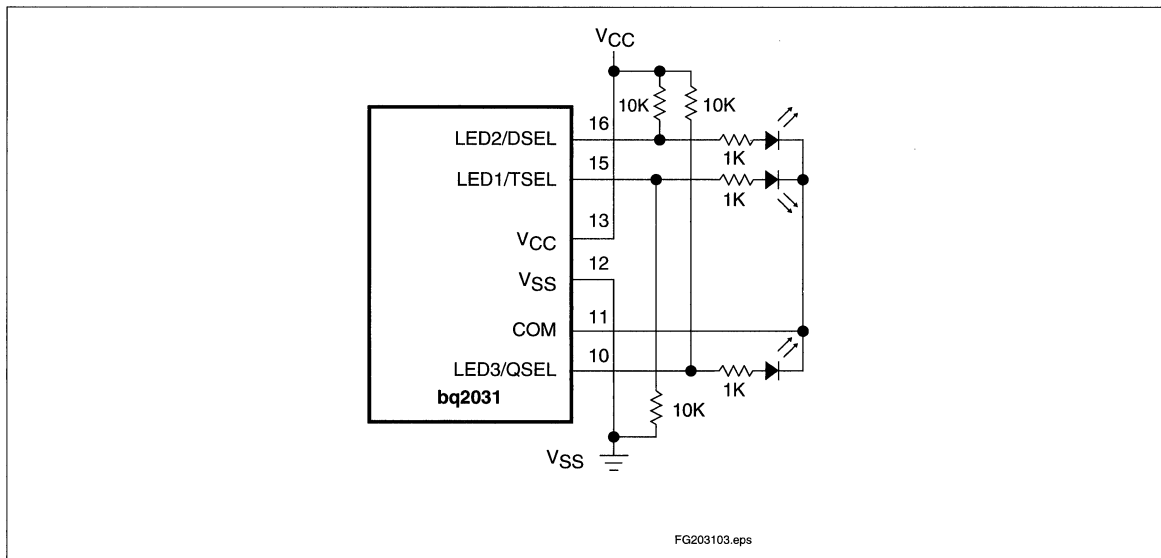 VCC
10K 10K
16
LED2/DSEL
1K
15
LED1/TSEL
1K
13
VCC
12
VSS
11
COM
10
LED3/QSEL
1K
bq2031
10K
VSS
FG203103.eps